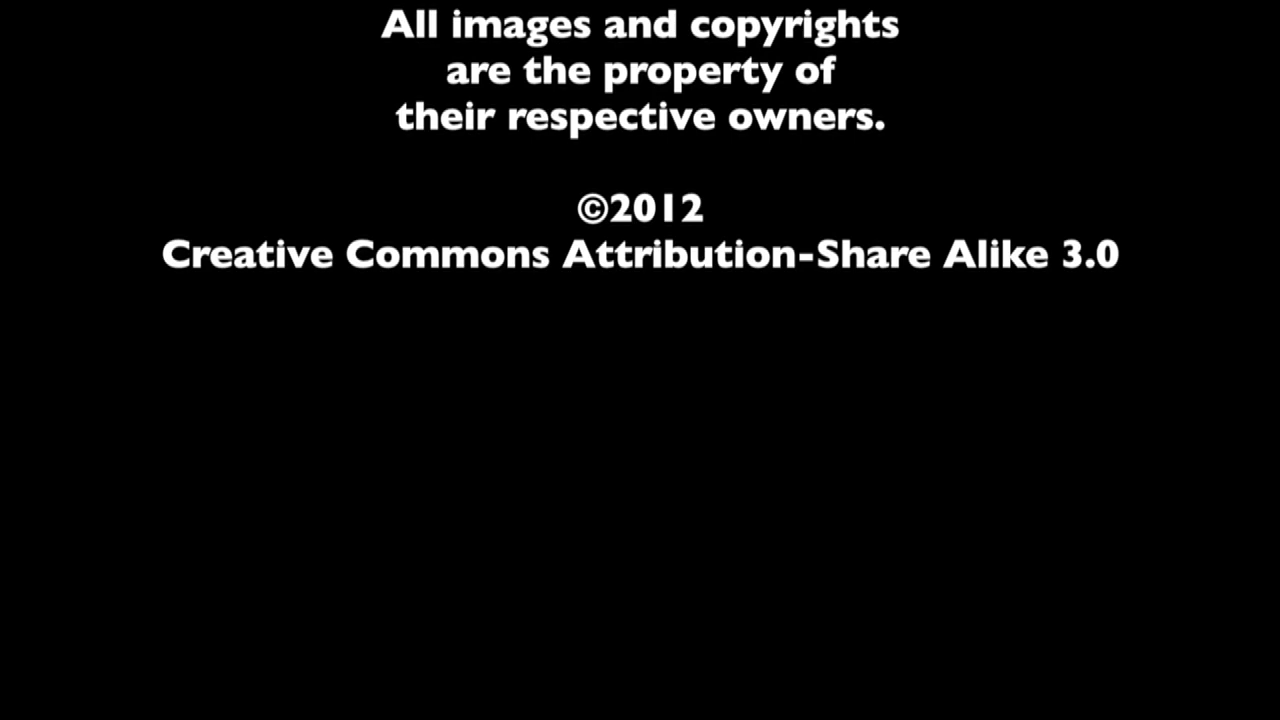 All images and copyrights
are the property of
their respective owners.
©2012
Creative Commons Attribution-Share Alike 3.0